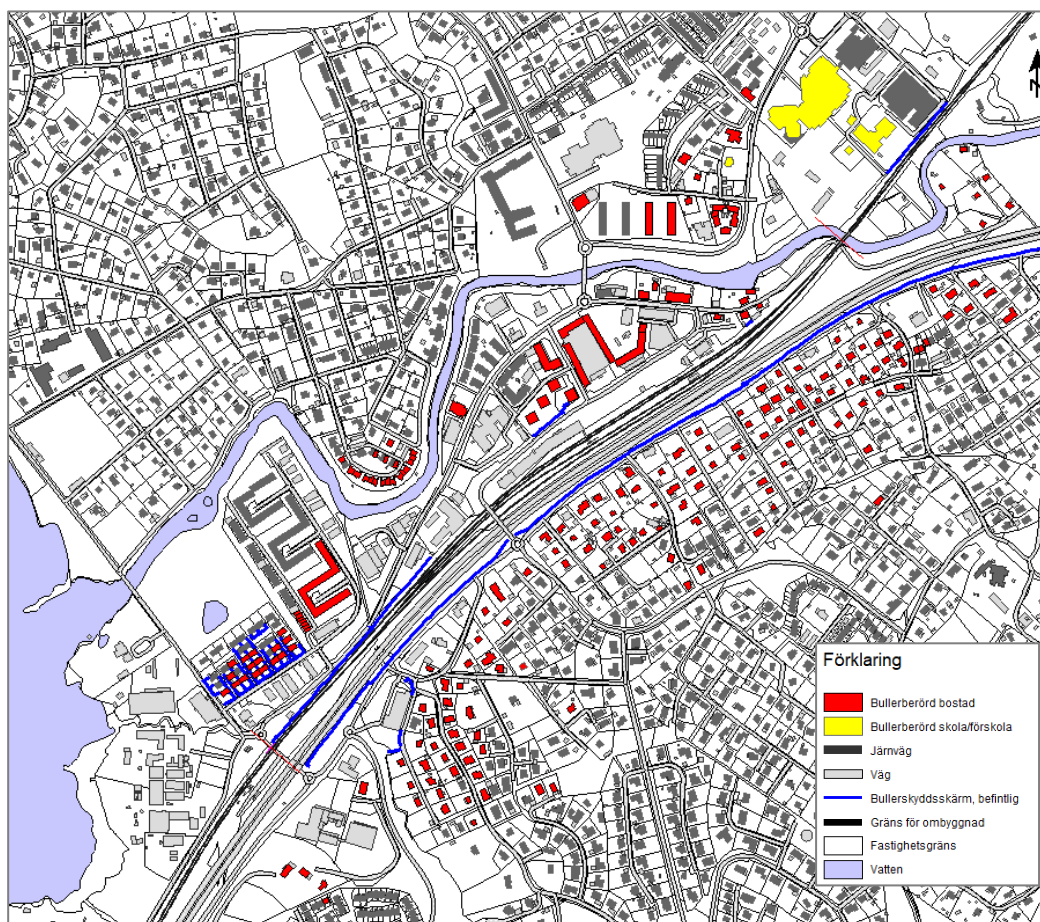 Förklaring
Bullerberörd bostad
Bullerberörd skola/förskola
Järnväg
Väg
Bullerskyddsskärm, befintlig
Gräns för ombyggnad
Fastighetsgräns
Vatten